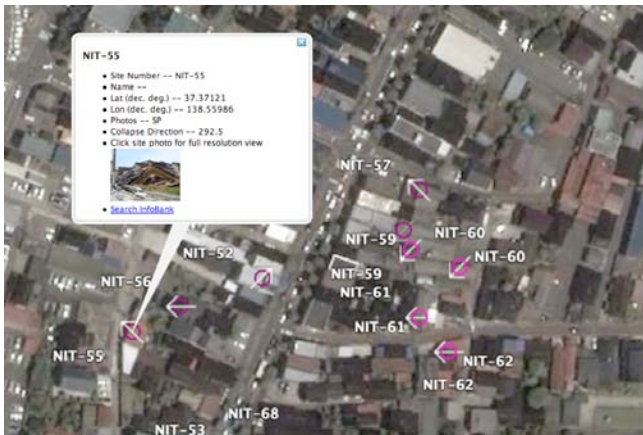 NIT-55
Site Number -- NIT-55
Name --
Lat (dec. deg.) -- 37.37121
Lon (dec. deg.) -- 138.55986
Photos -- SP
Collapse Direction -- 292.5
Click site photo for full resolution view
Search InfoBank
NIT-57
NIT-52
NIT-59
NIT-60
NIT-60
NIT-56
NIT-59
NIT-61
NIT-61
NIT-55
NIT-62
NIT-62
NIT-68
NIT-53